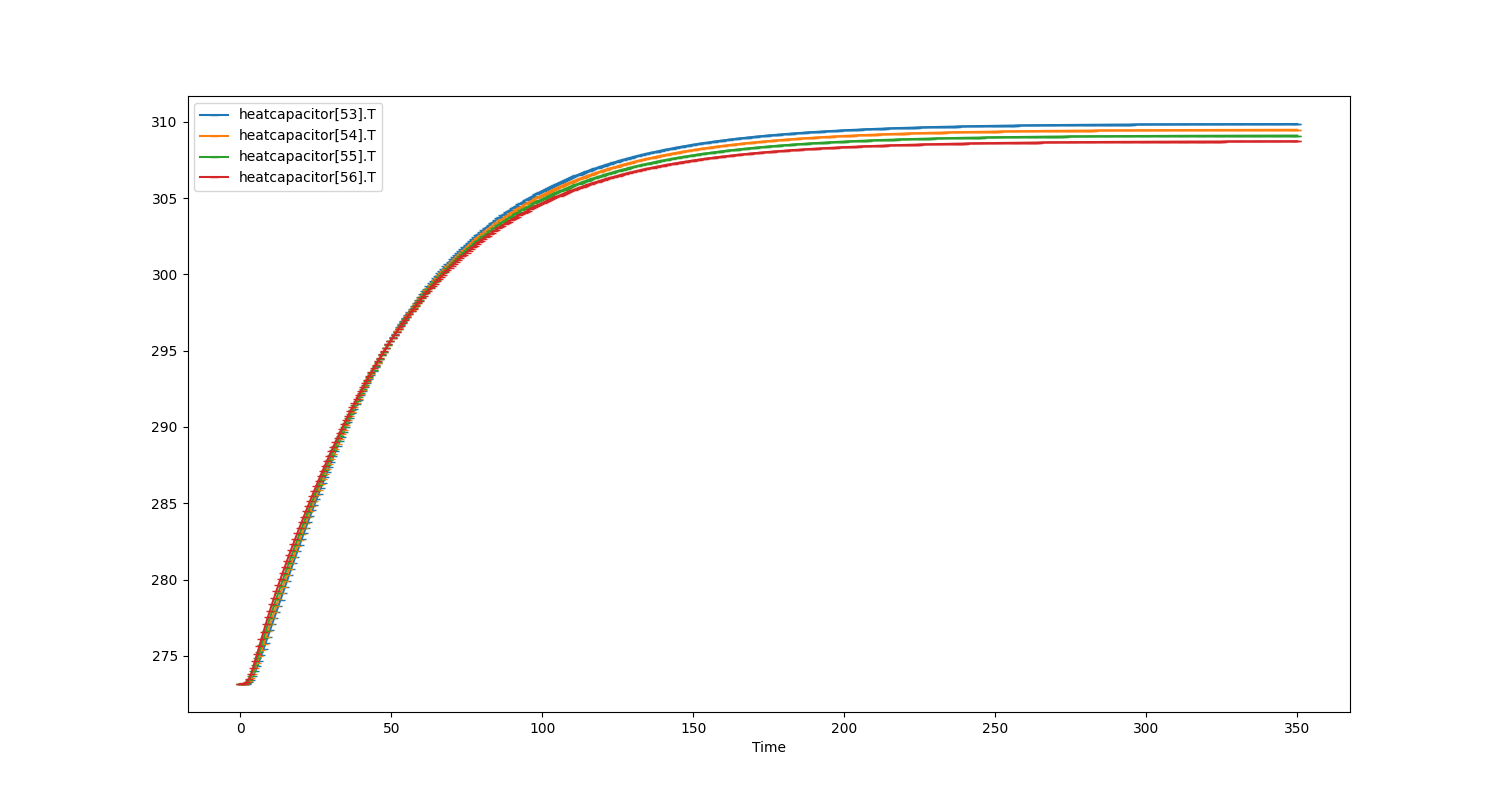 heatcapacitor[53].T
heatcapacitor[54].T
heatcapacitor[55].T
heatcapacitor[56].T
310
305
300
295
290
285
280
275
0 50 100 150 200 250 300 350
Time